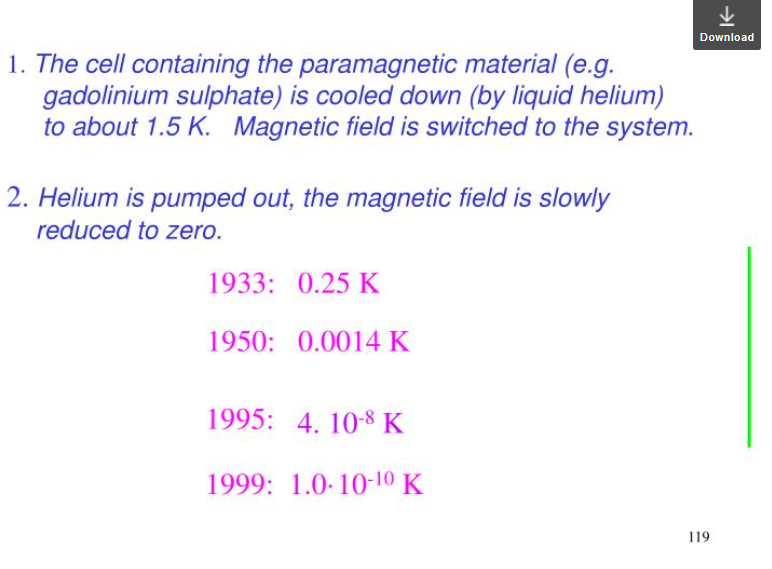 Download
1. The cell containing the paramagnetic material (e.g.
gadolinium sulphate) is cooled down (by liquid helium)
to about 1.5 K. Magnetic field is switched to the system.
2. Helium is pumped out, the magnetic field is slowly
reduced to zero.
1933: 0.25 K
1950: 0.0014 K
1995: 4. 10⁻⁸ K
1999: 1.0·10⁻¹⁰ K
119